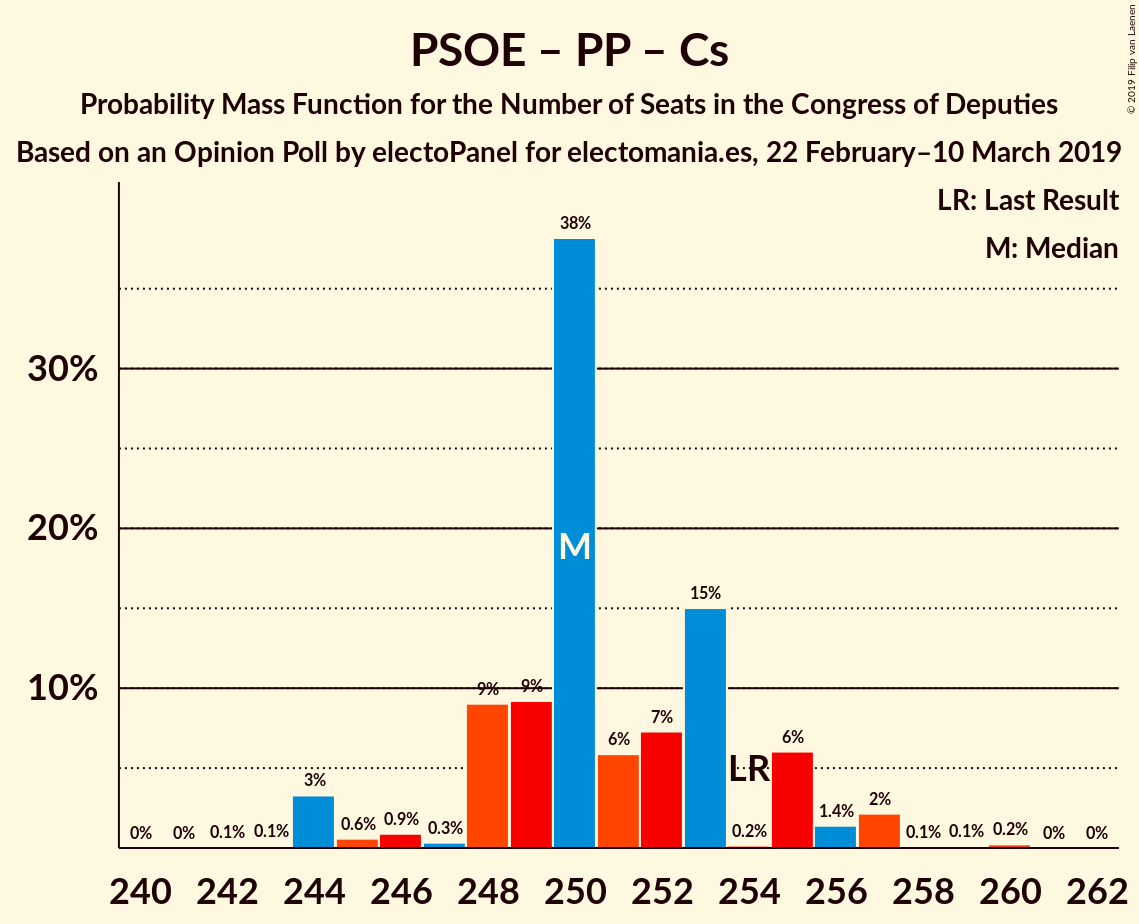 PSOE – PP – Cs
Probability Mass Function for the Number of Seats in the Congress of Deputies
Based on an Opinion Poll by electoPanel for electomania.es, 22 February–10 March 2019
© 2019 Filip van Laenen
LR: Last Result
M: Median
38%
30%
20%
M
15%
10%
9%
9%
7%
6%
6%
LR
3%
2%
1.4%
0.9%
0.6%
0.3%
0%
0%
0.1%
0.1%
0.2%
0.1%
0.1%
0.2%
0%
0%
240 242 244 246 248 250 252 254 256 258 260 262